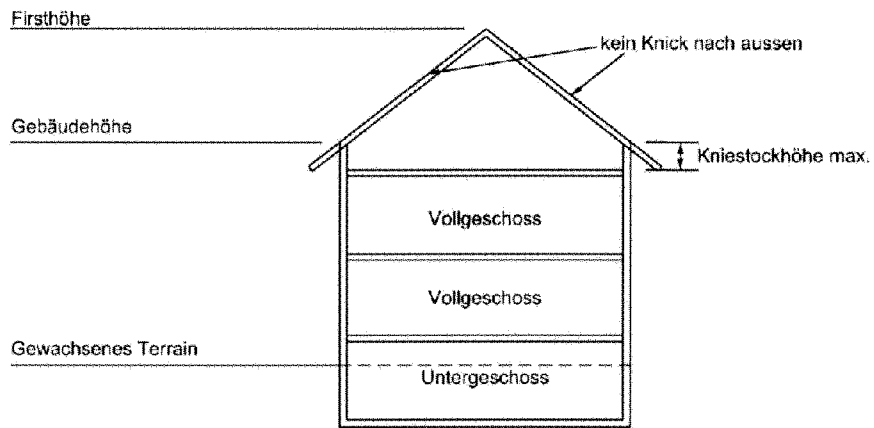 Firsthöhe
kein Knick nach aussen
Gebäudehöhe
Kniestockhöhe max.
Vollgeschoss
Vollgeschoss
Gewachsenes Terrain
Untergeschoss